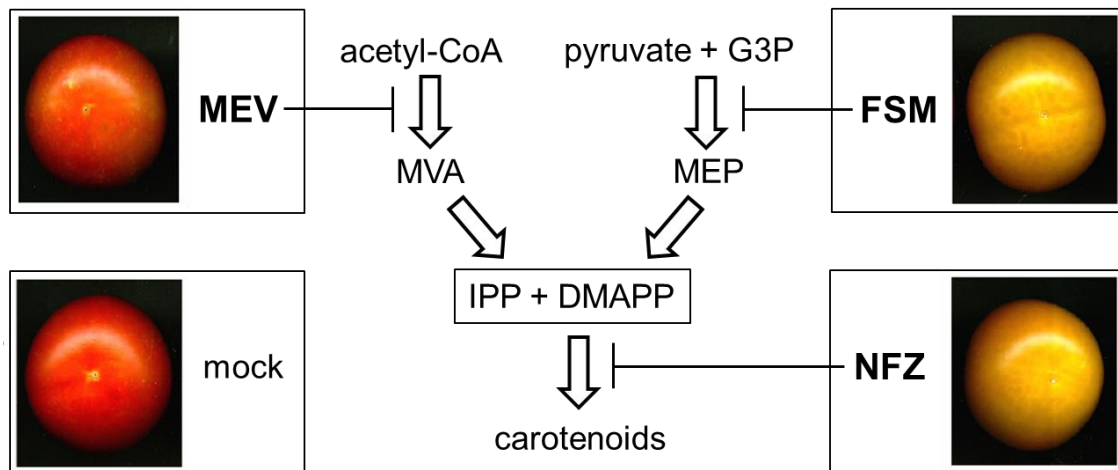 acetyl-CoA
pyruvate + G3P
MEV
FSM
MVA
MEP
IPP + DMAPP
mock
NFZ
carotenoids